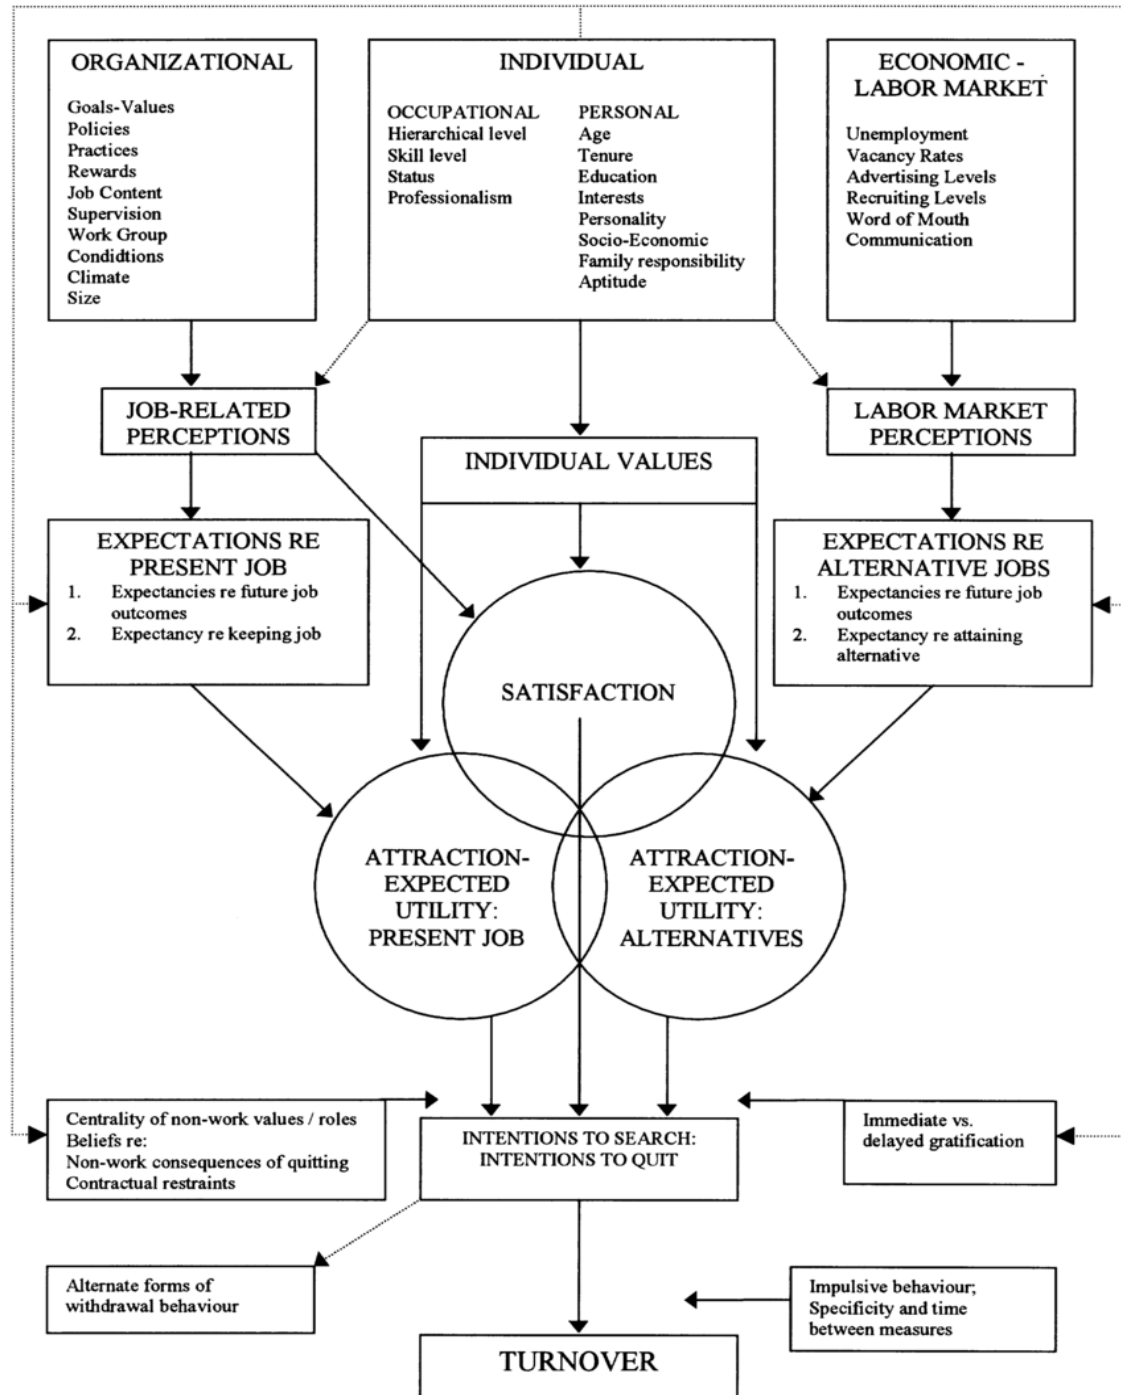 ORGANIZATIONAL
Goals-Values
Policies
Practices
Rewards
Job Content
Supervision
Work Group
Condidtions
Climate
Size
INDIVIDUAL
OCCUPATIONAL
Hierarchical level
Skill level
Status
Professionalism
PERSONAL
Age
Tenure
Education
Interests
Personality
Socio-Economic
Family responsibility
Aptitude
ECONOMIC -
LABOR MARKET
Unemployment
Vacancy Rates
Advertising Levels
Recruiting Levels
Word of Mouth
Communication
JOB-RELATED
PERCEPTIONS
INDIVIDUAL VALUES
LABOR MARKET
PERCEPTIONS
EXPECTATIONS RE
PRESENT JOB
1. Expectancies re future job
outcomes
2. Expectancy re keeping job
EXPECTATIONS RE
ALTERNATIVE JOBS
1. Expectancies re future job
outcomes
2. Expectancy re attaining
alternative
SATISFACTION
ATTRACTION-
EXPECTED
UTILITY:
PRESENT JOB
ATTRACTION-
EXPECTED
UTILITY:
ALTERNATIVES
Centrality of non-work values / roles
Beliefs re:
Non-work consequences of quitting
Contractual restraints
INTENTIONS TO SEARCH:
INTENTIONS TO QUIT
Immediate vs.
delayed gratification
Alternate forms of
withdrawal behaviour
Impulsive behaviour;
Specificity and time
between measures
TURNOVER